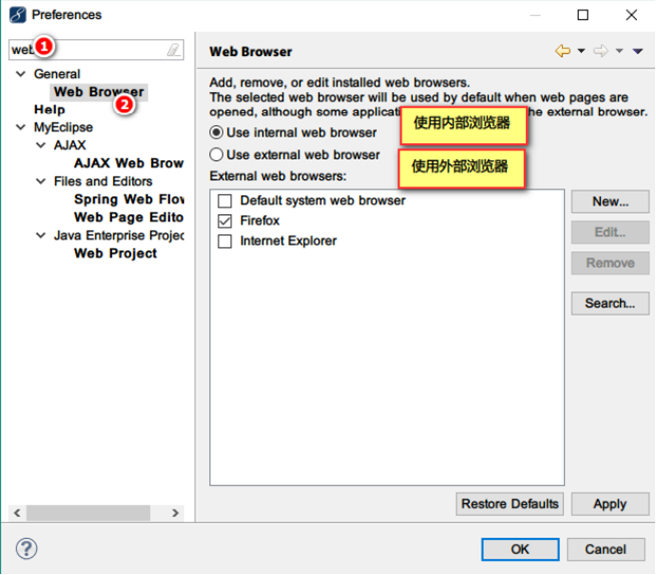 Preferences
web
1
General
Web Browser
2
Help
MyEclipse
AJAX
AJAX Web Brow
Files and Editors
Spring Web Flov
Web Page Edito
Java Enterprise Projec
Web Project
Web Browser
Add, remove, or edit installed web browsers.
The selected web browser will be used by default when web pages are
opened, although some applicat the external browser.
Use internal web browser
使用内部浏览器
Use external web browser
使用外部浏览器
External web browsers:
Default system web browser
Firefox
Internet Explorer
New...
Edit...
Remove
Search...
Restore Defaults
Apply
?
OK
Cancel